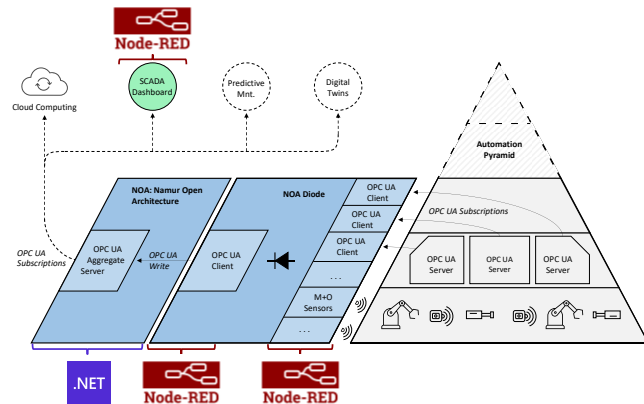 Node-RED
SCADA
Dashboard
Predictive
Mnt.
Digital
Twins
Cloud Computing
Automation
Pyramid
NOA: Namur Open
Architecture
NOA Diode
OPC UA
Client
OPC UA
Client
OPC UA
Client
. . .
M+O
Sensors
. . .
OPC UA Subscriptions
OPC UA
Subscriptions
OPC UA
Aggregate
Server
OPC UA
Write
OPC UA
Client
OPC UA
Server
OPC UA
Server
OPC UA
Server
.NET
Node-RED
Node-RED